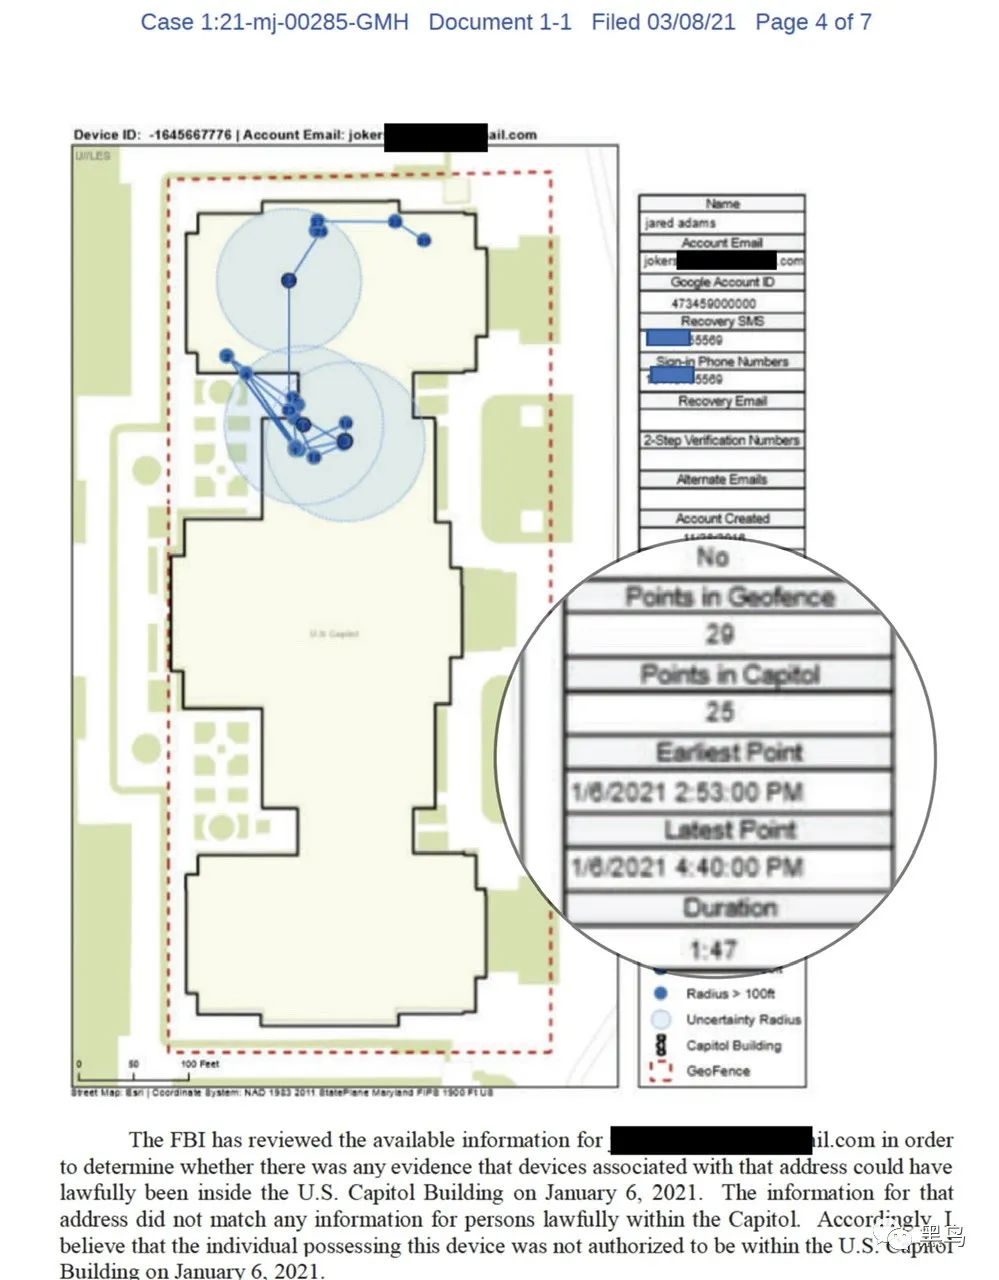 Case 1:21-mj-00285-GMH Document 1-1 Filed 03/08/21 Page 4 of 7
Device ID: -1645667776 | Account Email: joker ail.com
U//LES
U.S. Capitol
0 50 100 Feet
Street Map: Esri | Coordinate System: NAD 1983 2011 StatePlane Maryland FIPS 1900 Ft US
Name
jared adams
Account Email
jokers .com
Google Account ID
473459000000
Recovery SMS
5569
Sign-in Phone Numbers
5569
Recovery Email
2-Step Verification Numbers
Alternate Emails
Account Created
No
Points in Geofence
29
Points in Capitol
25
Earliest Point
1/6/2021 2:53:00 PM
Latest Point
1/6/2021 4:40:00 PM
Duration
1:47
Radius > 100ft
Uncertainty Radius
Capitol Building
GeoFence
The FBI has reviewed the available information for il.com in order
to determine whether there was any evidence that devices associated with that address could have
lawfully been inside the U.S. Capitol Building on January 6, 2021. The information for that
address did not match any information for persons lawfully within the Capitol. Accordingly, I
believe that the individual possessing this device was not authorized to be within the U.S. Capitol
Building on January 6, 2021.
黑鸟